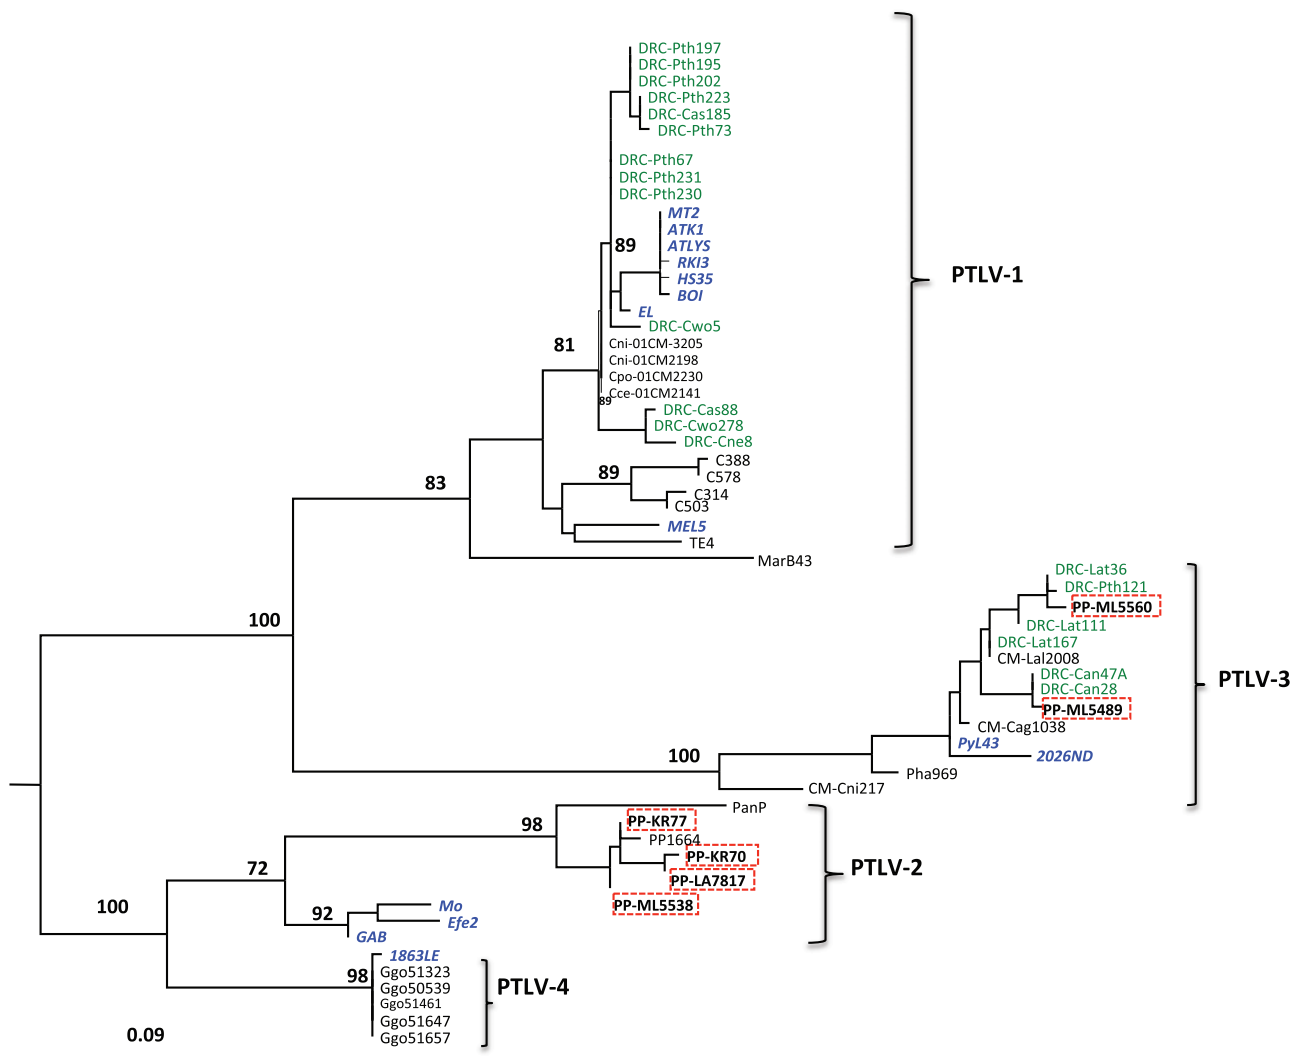 DRC-Pth197
DRC-Pth195
DRC-Pth202
DRC-Pth223
DRC-Cas185
DRC-Pth73
DRC-Pth67
DRC-Pth231
DRC-Pth230
MT2
ATK1
89
ATLYS
RKI3
HS35
BOI
EL
DRC-Cwo5
PTLV-1
81
Cni-01CM-3205
Cni-01CM2198
Cpo-01CM2230
Cce-01CM2141
89
DRC-Cas88
DRC-Cwo278
DRC-Cne8
C388
89
C578
83
C314
C503
MEL5
TE4
MarB43
DRC-Lat36
DRC-Pth121
PP-ML5560
100
DRC-Lat111
DRC-Lat167
CM-Lal2008
DRC-Can47A
PTLV-3
DRC-Can28
PP-ML5489
CM-Cag1038
PyL43
100
2026ND
Pha969
CM-Cni217
PanP
98
PP-KR77
PP1664
PP-KR70
72
PTLV-2
PP-LA7817
100
PP-ML5538
92
Mo
Efe2
GAB
1863LE
98
Ggo51323
Ggo50539
PTLV-4
Ggo51461
Ggo51647
Ggo51657
0.09